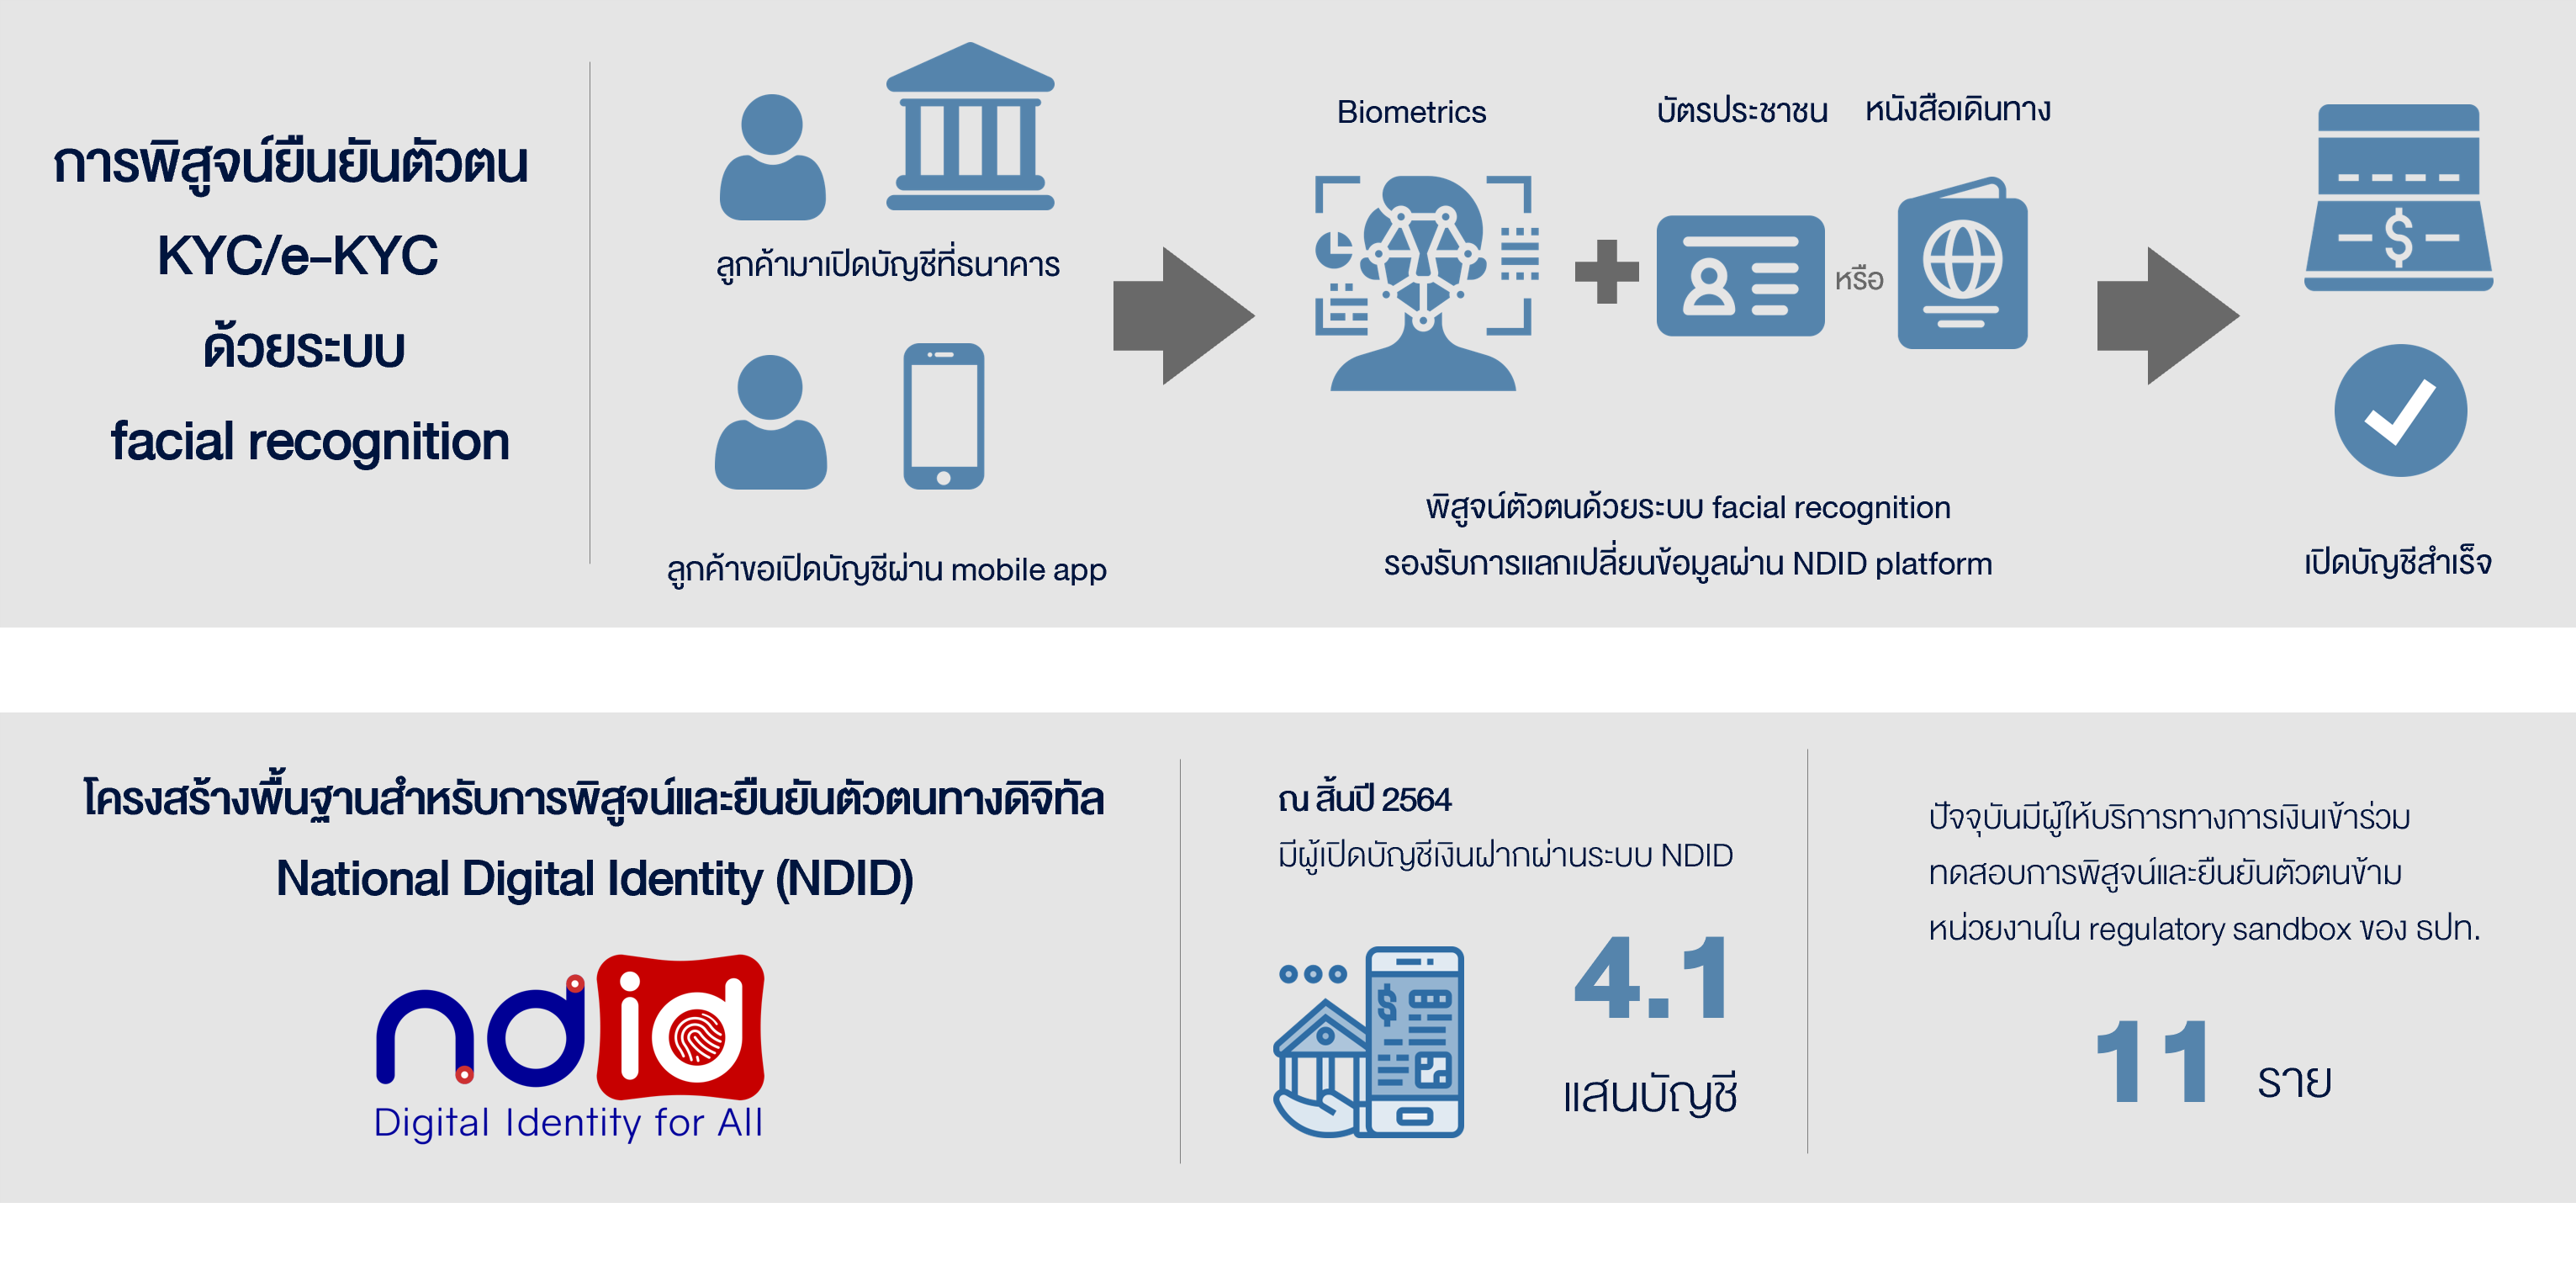 การพิสูจน์ยืนยันตัวตน
KYC/e-KYC
ด้วยระบบ
facial recognition
ลูกค้ามาเปิดบัญชีที่ธนาคาร
ลูกค้าขอเปิดบัญชีผ่าน mobile app
Biometrics
บัตรประชาชน
หนังสือเดินทาง
หรือ
พิสูจน์ตัวตนด้วยระบบ facial recognition
รองรับการแลกเปลี่ยนข้อมูลผ่าน NDID platform
เปิดบัญชีสำเร็จ
โครงสร้างพื้นฐานสำหรับการพิสูจน์และยืนยันตัวตนทางดิจิทัล
National Digital Identity (NDID)
ndid
Digital Identity for All
ณ สิ้นปี 2564
มีผู้เปิดบัญชีเงินฝากผ่านระบบ NDID
4.1
แสนบัญชี
ปัจจุบันมีผู้ให้บริการทางการเงินเข้าร่วม
ทดสอบการพิสูจน์และยืนยันตัวตนข้าม
หน่วยงานใน regulatory sandbox ของ ธปท.
11 ราย